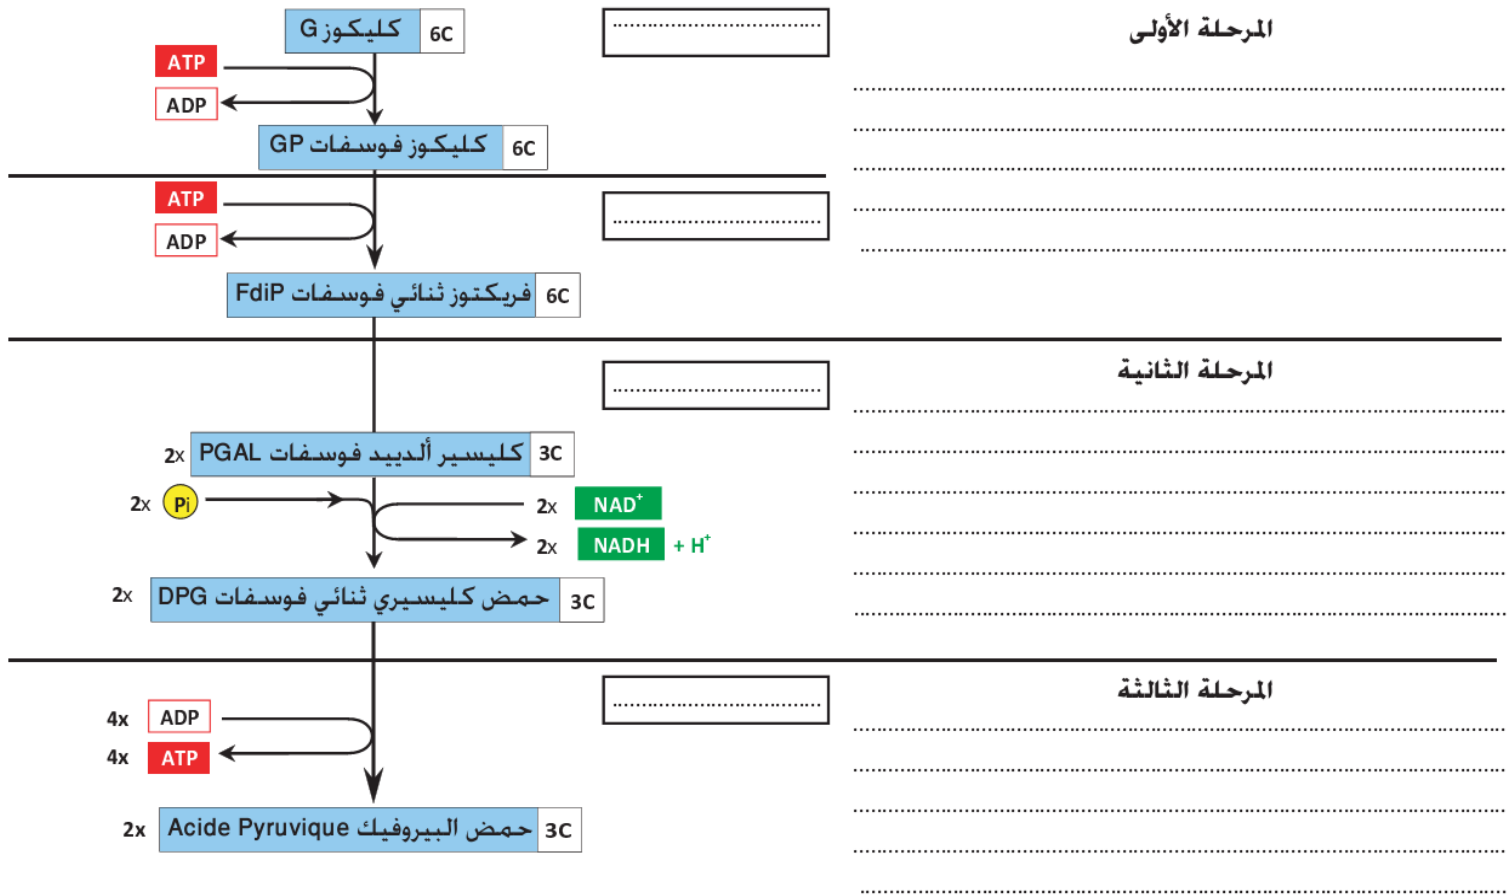 كليكوز G 6C
المرحلة الأولى
ATP
ADP
كليكوز فوسفات GP 6C
ATP
ADP
فريكتوز ثنائي فوسفات FdiP 6C
المرحلة الثانية
2x كليسير ألدييد فوسفات PGAL 3C
2x Pi
2x NAD⁺
2x NADH + H⁺
2x حمض كليسيري ثنائي فوسفات DPG 3C
المرحلة الثالثة
4x ADP
4x ATP
2x حمض البيروفيك Acide Pyruvique 3C